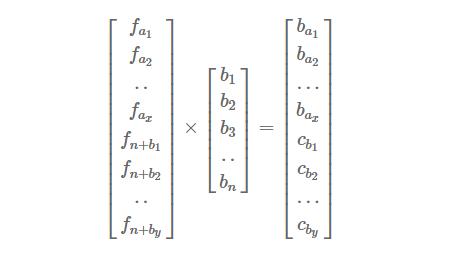 [f_{a_1} f_{a_2} .. f_{a_x} f_{n+b_1} f_{n+b_2} .. f_{n+b_y}] × [b_1 b_2 b_3 .. b_n] = [b_{a_1} b_{a_2} ... b_{a_x} c_{b_1} c_{b_2} ... c_{b_y}]